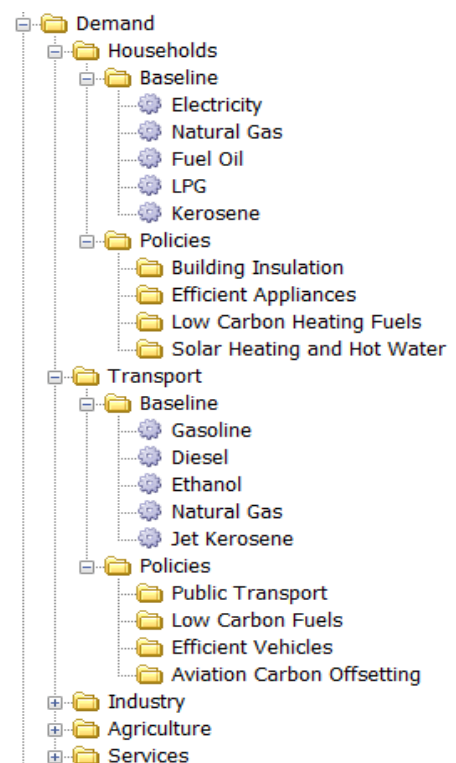 Demand
Households
Baseline
Electricity
Natural Gas
Fuel Oil
LPG
Kerosene
Policies
Building Insulation
Efficient Appliances
Low Carbon Heating Fuels
Solar Heating and Hot Water
Transport
Baseline
Gasoline
Diesel
Ethanol
Natural Gas
Jet Kerosene
Policies
Public Transport
Low Carbon Fuels
Efficient Vehicles
Aviation Carbon Offsetting
Industry
Agriculture
Services